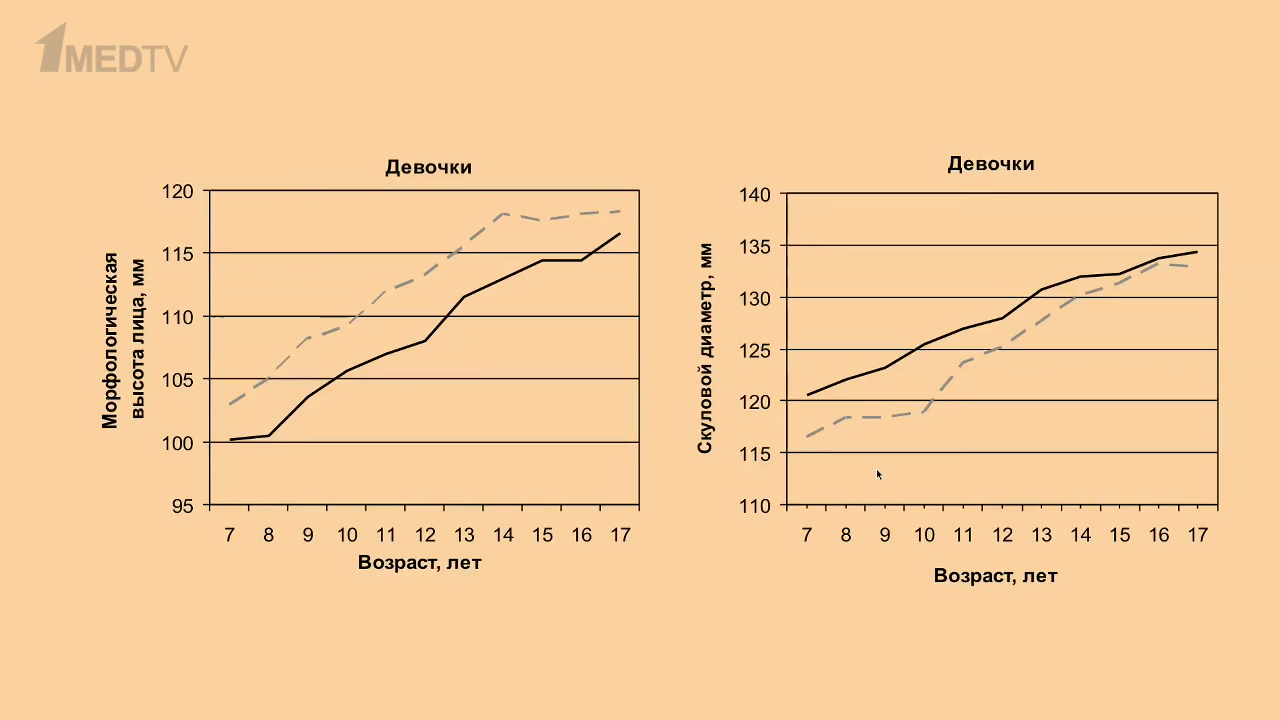 1MEDTV
Девочки
120
115
110
105
100
95
Морфологическая
высота лица, мм
7 8 9 10 11 12 13 14 15 16 17
Возраст, лет
Девочки
140
135
130
125
120
115
110
Скуловой диаметр, мм
7 8 9 10 11 12 13 14 15 16 17
Возраст, лет